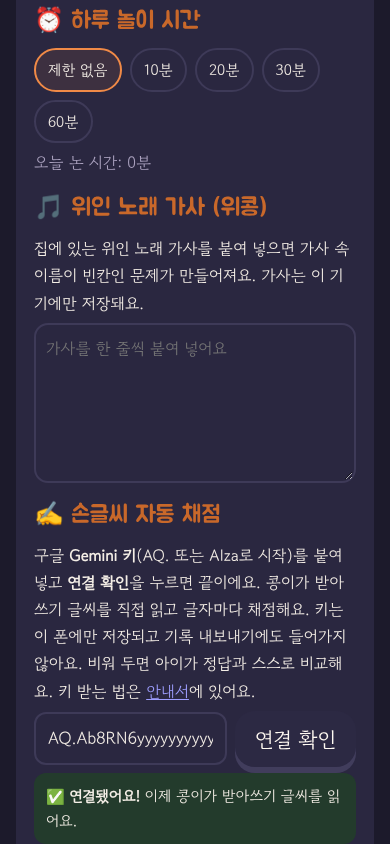 ⏰ 하루 놀이 시간
제한 없음 10분 20분 30분
60분
오늘 논 시간: 0분
🎵 위인 노래 가사 (위콩)
집에 있는 위인 노래 가사를 붙여 넣으면 가사 속
이름이 빈칸인 문제가 만들어져요. 가사는 이 기
기에만 저장돼요.
가사를 한 줄씩 붙여 넣어요
✍️ 손글씨 자동 채점
구글 Gemini 키(AQ. 또는 AIza로 시작)를 붙여
넣고 연결 확인을 누르면 끝이에요. 콩이가 받아
쓰기 글씨를 직접 읽고 글자마다 채점해요. 키는
이 폰에만 저장되고 기록 내보내기에도 들어가지
않아요. 비워 두면 아이가 정답과 스스로 비교해
요. 키 받는 법은 안내서에 있어요.
AQ.Ab8RN6yyyyyyyyyy 연결 확인
✅ 연결됐어요! 이제 콩이가 받아쓰기 글씨를 읽
어요.